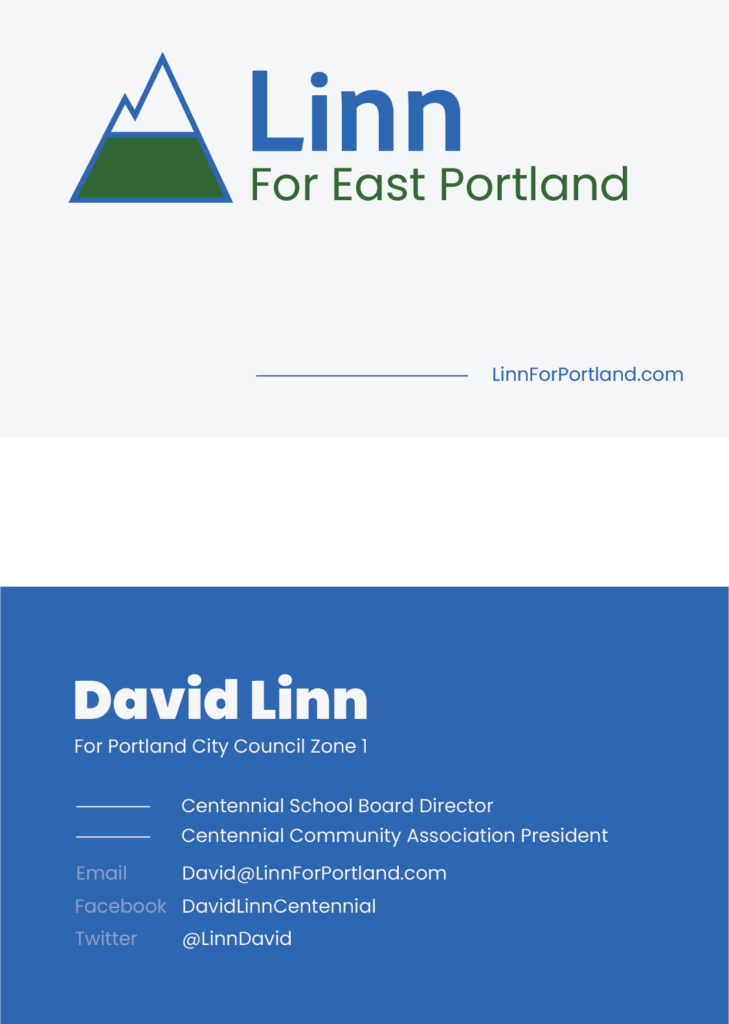 Linn
For East Portland
LinnForPortland.com
David Linn
For Portland City Council Zone 1
Centennial School Board Director
Centennial Community Association President
Email David@LinnForPortland.com
Facebook DavidLinnCentennial
Twitter @LinnDavid